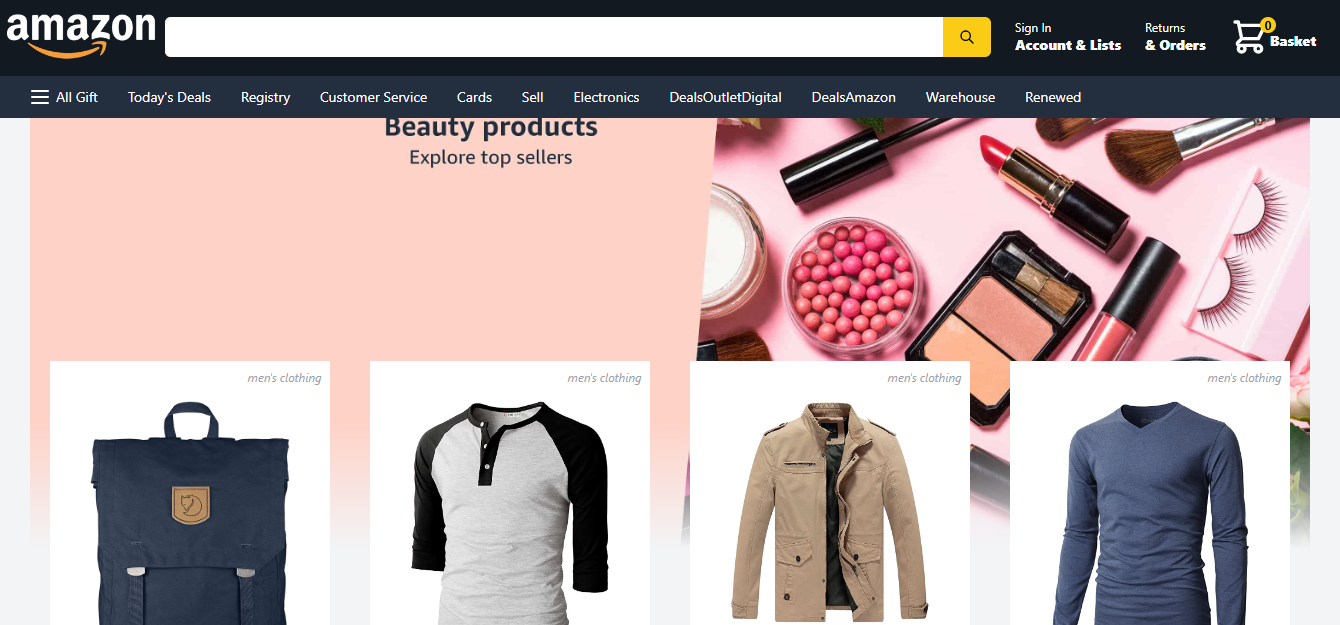 amazon
Sign In
Account & Lists
Returns
& Orders
0
Basket
All Gift
Today's Deals
Registry
Customer Service
Cards
Sell
Electronics
DealsOutletDigital
DealsAmazon
Warehouse
Renewed
Beauty products
Explore top sellers
men's clothing
men's clothing
men's clothing
men's clothing